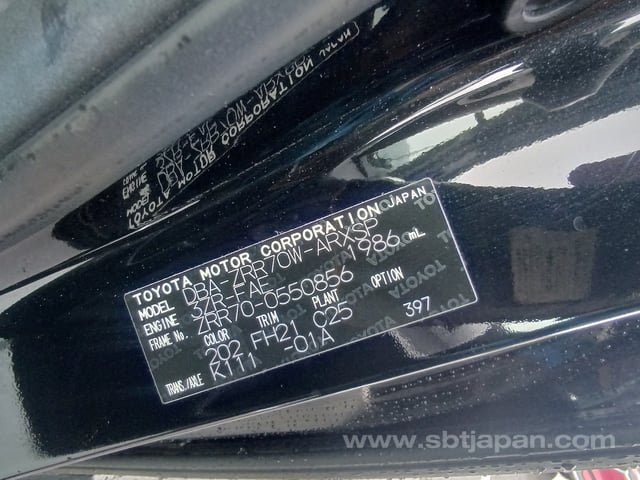 TOYOTA MOTOR CORPORATION JAPAN
MODEL DBA-ZRR70W-ARXSP
ENGINE 3ZR-FAE 1986 mL
FRAME No. ZRR70-0550856
COLOR TRIM PLANT OPTION
202 FH21 C25 397
TRANS./AXLE K111 01A
www.sbtjapan.com